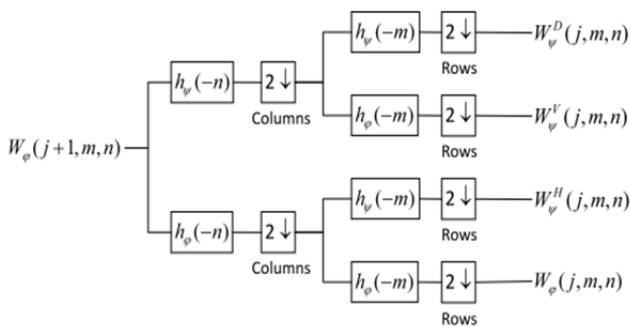 h_ψ(−m) 2↓ W_ψ^D(j,m,n)
Rows
h_ψ(−n) 2↓
Columns
h_φ(−m) 2↓ W_ψ^V(j,m,n)
Rows
W_φ(j+1,m,n)
h_ψ(−m) 2↓ W_ψ^H(j,m,n)
Rows
h_φ(−n) 2↓
Columns
h_φ(−m) 2↓ W_φ(j,m,n)
Rows